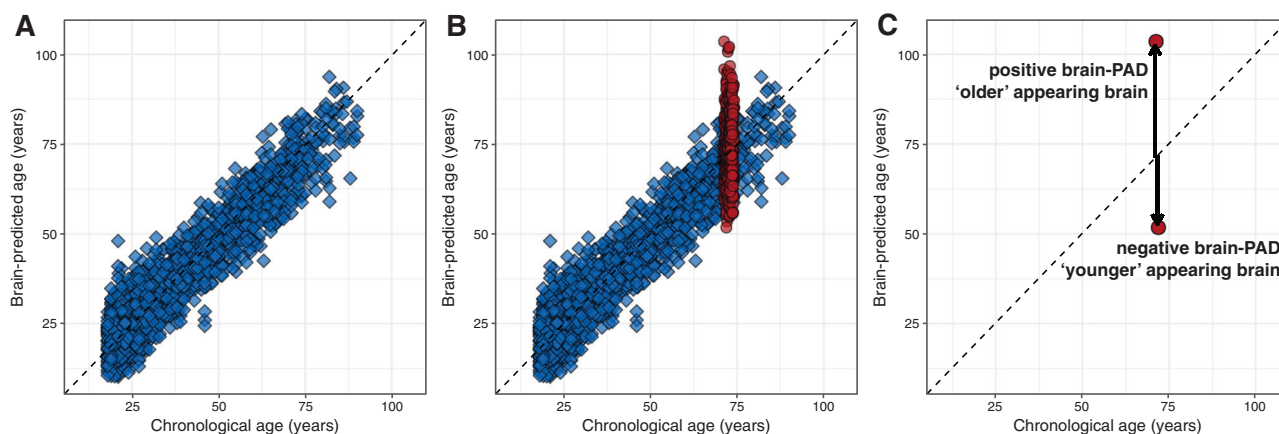 A
B
C
100
75
50
25
Brain-predicted age (years)
25
50
75
100
Chronological age (years)
100
75
50
25
Brain-predicted age (years)
25
50
75
100
Chronological age (years)
100
75
50
25
Brain-predicted age (years)
positive brain-PAD
‘older’ appearing brain
negative brain-PAD
‘younger’ appearing brain
25
50
75
100
Chronological age (years)